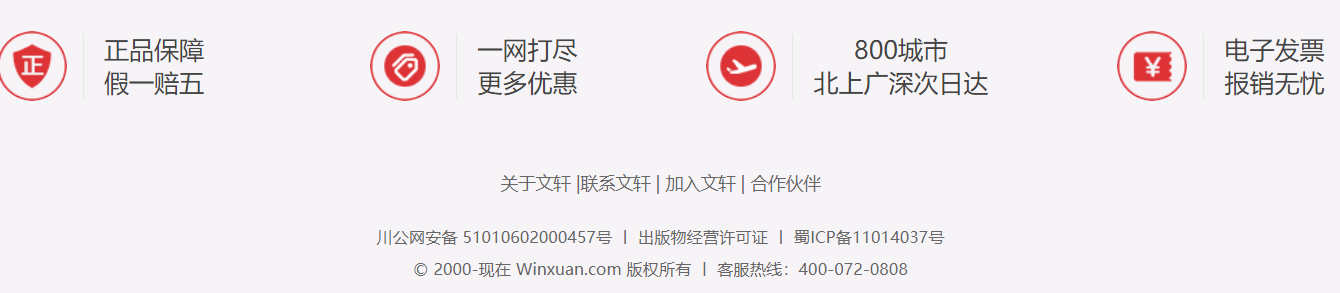 正
正品保障
假一赔五
一网打尽
更多优惠
800城市
北上广深次日达
¥
电子发票
报销无忧
关于文轩 |联系文轩 | 加入文轩 | 合作伙伴
川公网安备 51010602000457号 丨 出版物经营许可证 丨 蜀ICP备11014037号
© 2000-现在 Winxuan.com 版权所有 丨 客服热线：400-072-0808